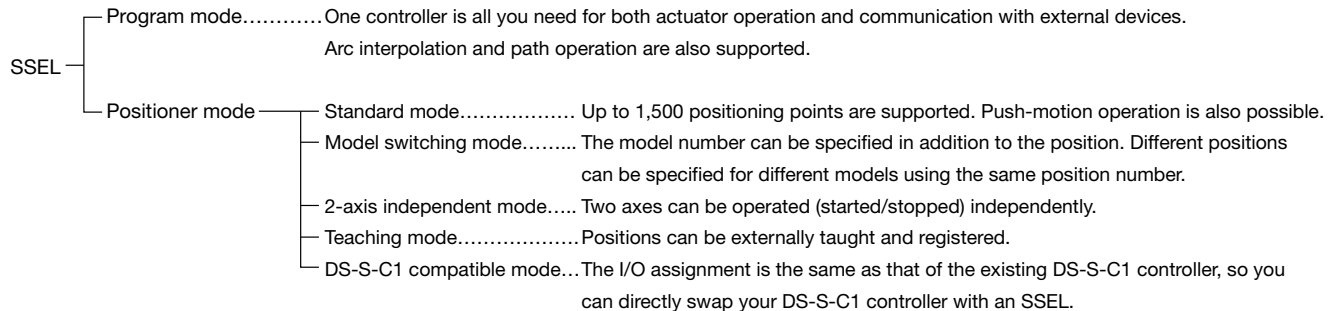 Program mode............One controller is all you need for both actuator operation and communication with external devices.
Arc interpolation and path operation are also supported.
SSEL
Positioner mode
Standard mode.................. Up to 1,500 positioning points are supported. Push-motion operation is also possible.
Model switching mode......... The model number can be specified in addition to the position. Different positions
can be specified for different models using the same position number.
2-axis independent mode..... Two axes can be operated (started/stopped) independently.
Teaching mode...................Positions can be externally taught and registered.
DS-S-C1 compatible mode...The I/O assignment is the same as that of the existing DS-S-C1 controller, so you
can directly swap your DS-S-C1 controller with an SSEL.